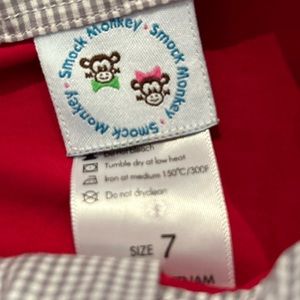 Smock Monkey · Smock Monkey · Smock Monkey ·
Tumble dry at low heat
Iron at medium 150°C/300F
Do not dryclean
SIZE 7